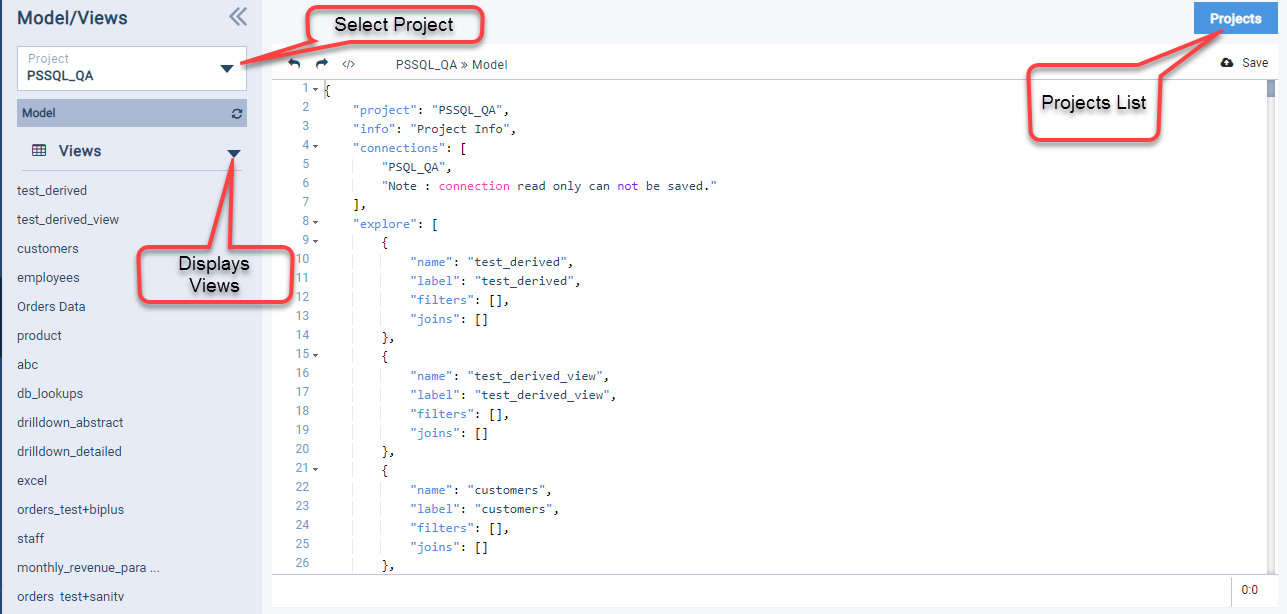 Model/Views
Select Project
Projects
Project
PSSQL_QA
</>
PSSQL_QA » Model
Save
Model
Views
test_derived
test_derived_view
customers
employees
Orders Data
product
abc
db_lookups
drilldown_abstract
drilldown_detailed
excel
orders_test+biplus
staff
monthly_revenue_para ...
orders test+sanity
Displays
Views
Projects List
1 {
2 "project": "PSSQL_QA",
3 "info": "Project Info",
4 "connections": [
5 "PSQL_QA",
6 "Note : connection read only can not be saved."
7 ],
8 "explore": [
9 {
10 "name": "test_derived",
11 "label": "test_derived",
12 "filters": [],
13 "joins": []
14 },
15 {
16 "name": "test_derived_view",
17 "label": "test_derived_view",
18 "filters": [],
19 "joins": []
20 },
21 {
22 "name": "customers",
23 "label": "customers",
24 "filters": [],
25 "joins": []
26 },
0:0